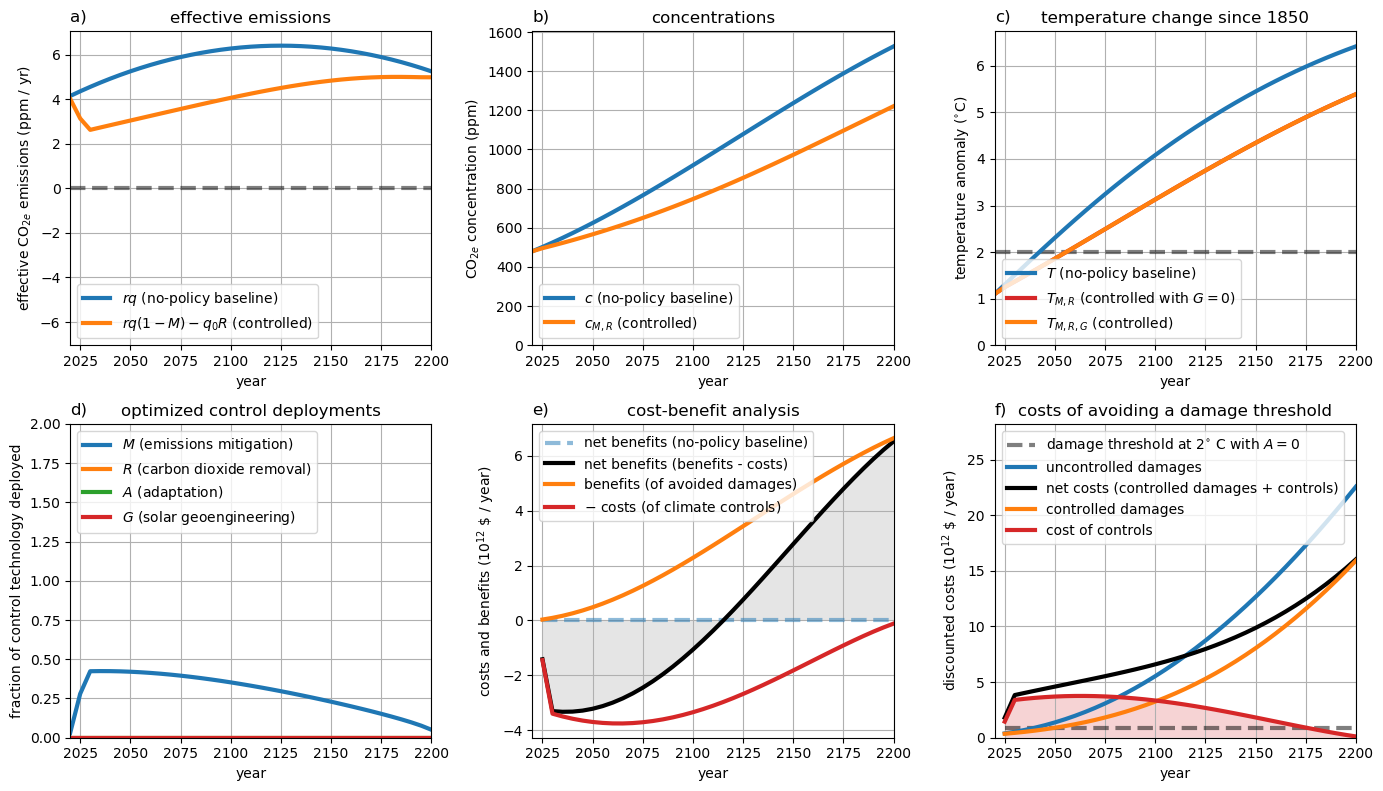 a) effective emissions
effective CO2e emissions (ppm / yr)
6
4
2
0
−2
−4
−6
rq (no-policy baseline)
rq(1 − M) − q0R (controlled)
2025 2050 2075 2100 2125 2150 2175 2200
year
b) concentrations
CO2e concentration (ppm)
1600
1400
1200
1000
800
600
400
200
0
c (no-policy baseline)
cM, R (controlled)
2025 2050 2075 2100 2125 2150 2175 2200
year
c) temperature change since 1850
temperature anomaly (°C)
6
5
4
3
2
1
0
T (no-policy baseline)
TM, R (controlled with G = 0)
TM, R, G (controlled)
2025 2050 2075 2100 2125 2150 2175 2200
year
d) optimized control deployments
fraction of control technology deployed
2.00
1.75
1.50
1.25
1.00
0.75
0.50
0.25
0.00
M (emissions mitigation)
R (carbon dioxide removal)
A (adaptation)
G (solar geoengineering)
2025 2050 2075 2100 2125 2150 2175 2200
year
e) cost-benefit analysis
costs and benefits (10^12 $ / year)
6
4
2
0
−2
−4
net benefits (no-policy baseline)
net benefits (benefits - costs)
benefits (of avoided damages)
− costs (of climate controls)
2025 2050 2075 2100 2125 2150 2175 2200
year
f) costs of avoiding a damage threshold
discounted costs (10^12 $ / year)
25
20
15
10
5
0
damage threshold at 2° C with A = 0
uncontrolled damages
net costs (controlled damages + controls)
controlled damages
cost of controls
2025 2050 2075 2100 2125 2150 2175 2200
year